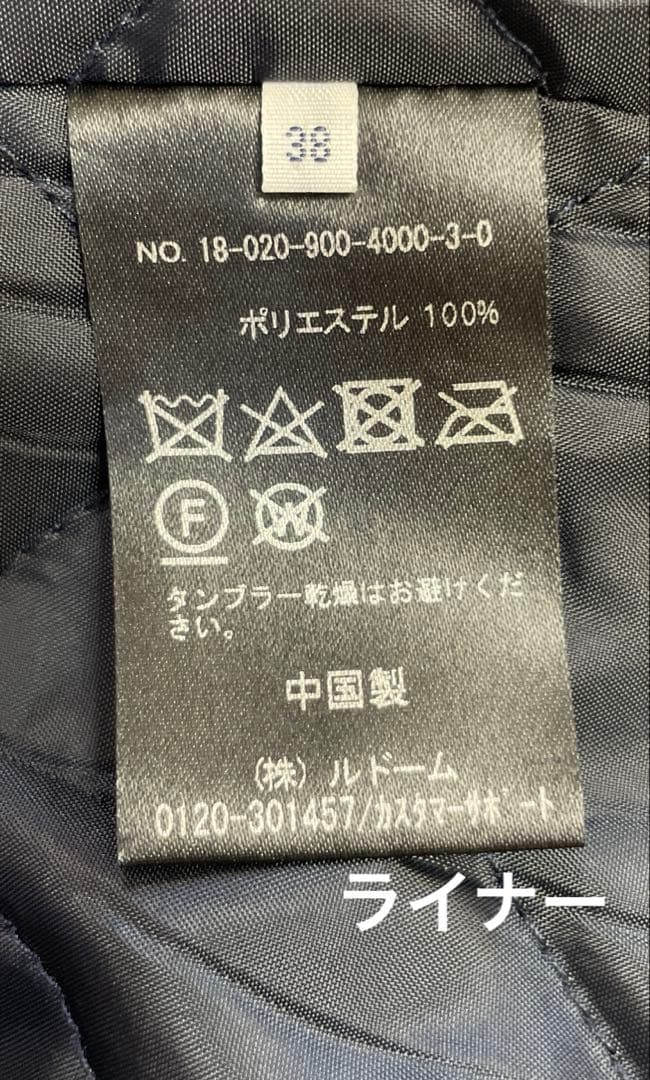 38
NO. 18-020-900-4000-3-0
ポリエステル 100%
F
W
タンブラー乾燥はお避けくだ
さい。
中国製
(株) ルドーム
0120-301457/カスタマーサポート
ライナー